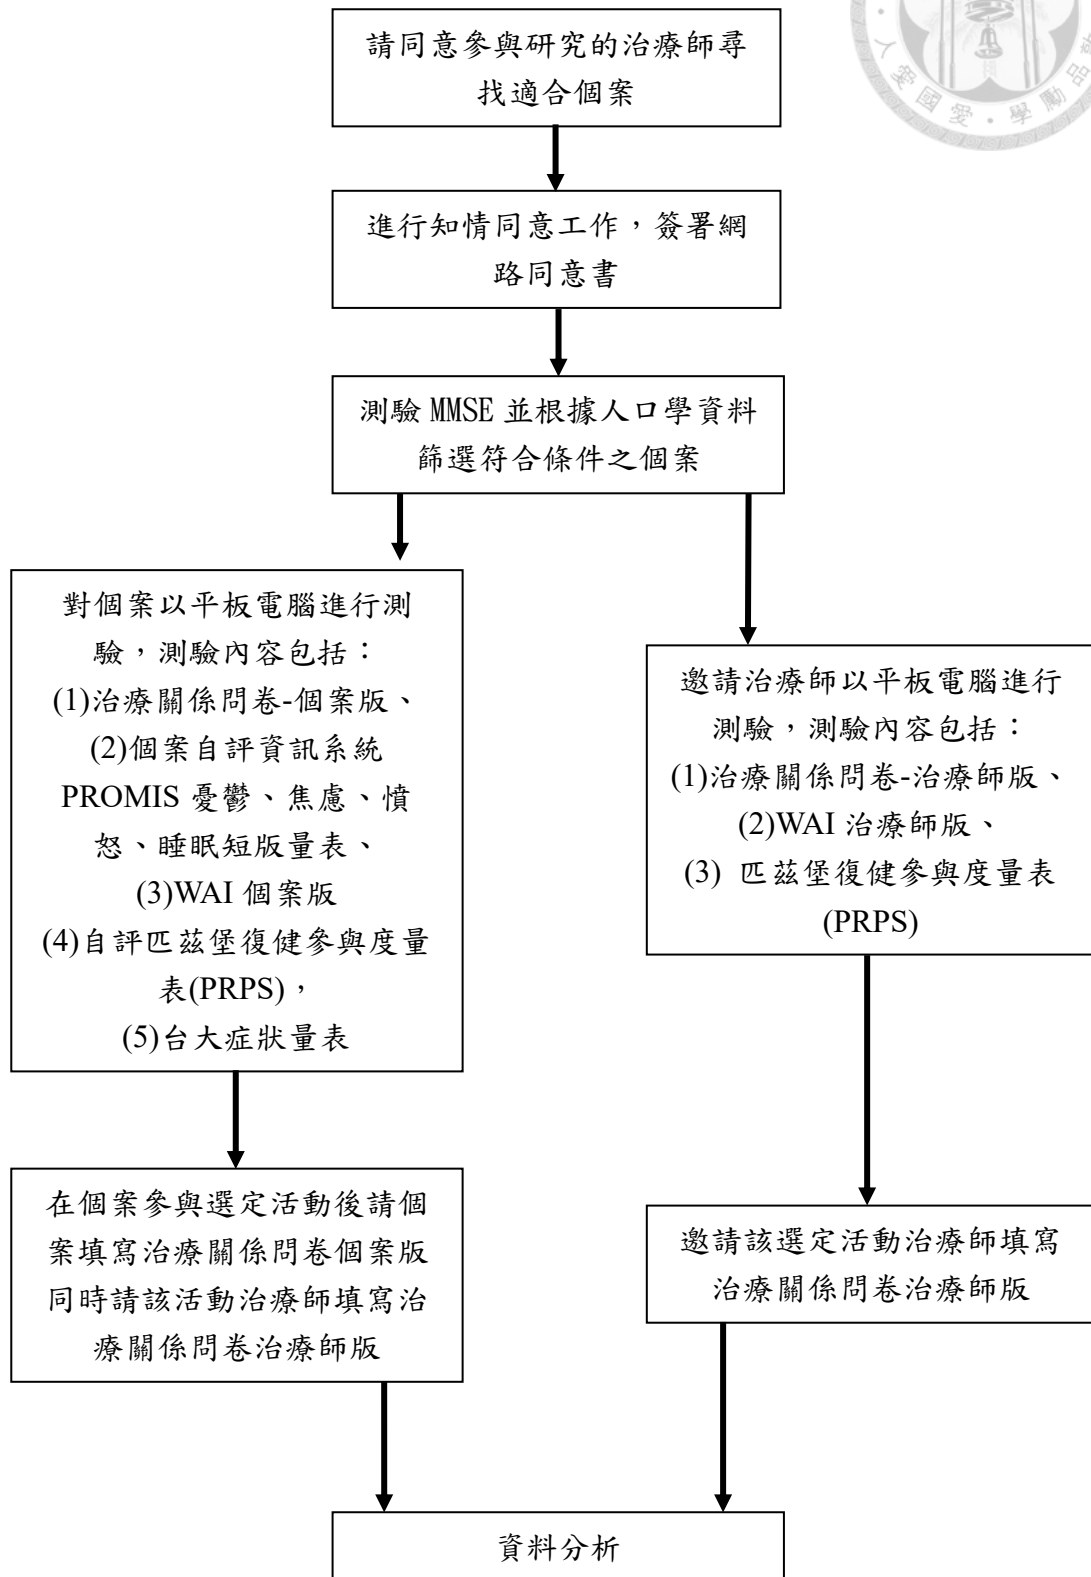 請同意參與研究的治療師尋
找適合個案
進行知情同意工作，簽署網
路同意書
測驗 MMSE 並根據人口學資料
篩選符合條件之個案
對個案以平板電腦進行測
驗，測驗內容包括：
(1)治療關係問卷-個案版、
(2)個案自評資訊系統
PROMIS 憂鬱、焦慮、憤
怒、睡眠短版量表、
(3)WAI 個案版
(4)自評匹茲堡復健參與度量
表(PRPS)，
(5)台大症狀量表
邀請治療師以平板電腦進行
測驗，測驗內容包括：
(1)治療關係問卷-治療師版、
(2)WAI 治療師版、
(3) 匹茲堡復健參與度量表
(PRPS)
在個案參與選定活動後請個
案填寫治療關係問卷個案版
同時請該活動治療師填寫治
療關係問卷治療師版
邀請該選定活動治療師填寫
治療關係問卷治療師版
資料分析
人愛國愛・學勵品敦